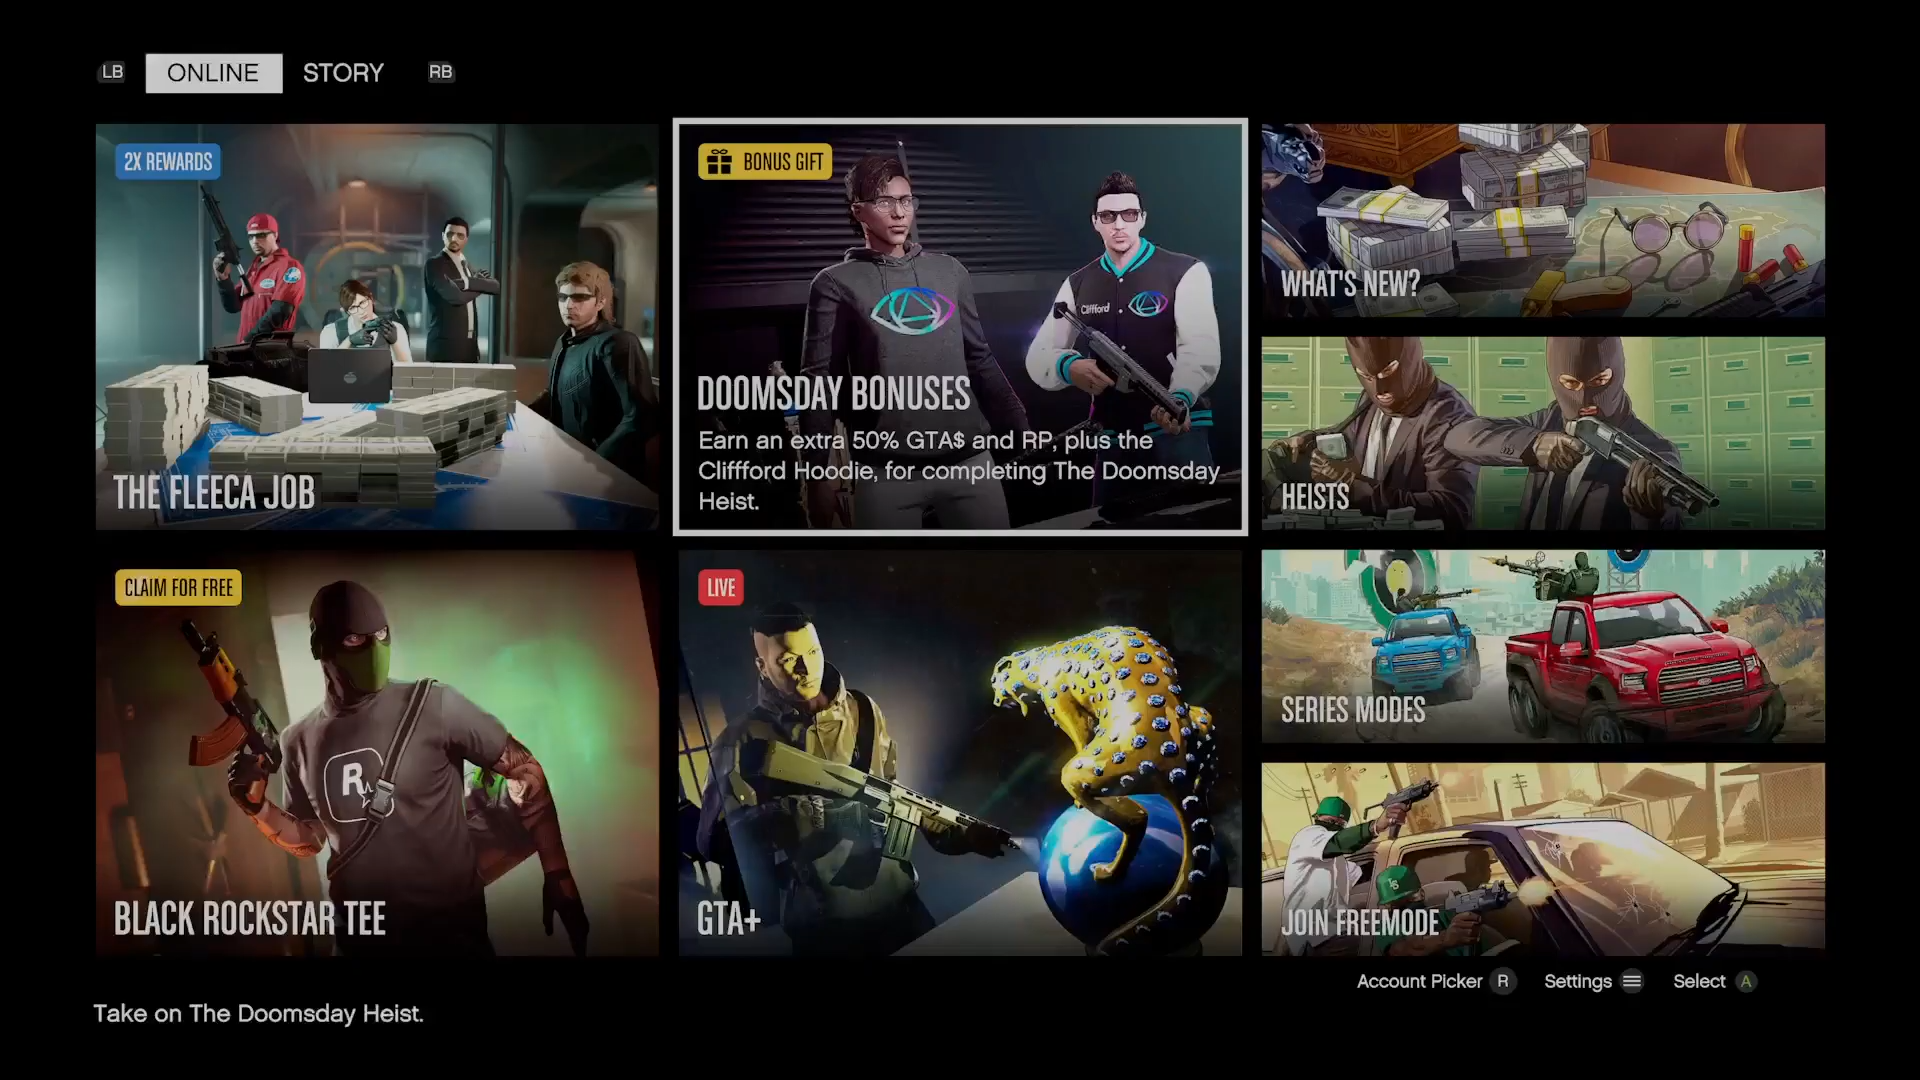 LB ONLINE STORY RB
2X REWARDS
THE FLEECA JOB
BONUS GIFT
Cliffford
DOOMSDAY BONUSES
Earn an extra 50% GTA$ and RP, plus the
Cliffford Hoodie, for completing The Doomsday
Heist.
WHAT'S NEW?
HEISTS
CLAIM FOR FREE
R
BLACK ROCKSTAR TEE
LIVE
GTA+
SERIES MODES
JOIN FREEMODE
Account Picker R Settings Select A
Take on The Doomsday Heist.